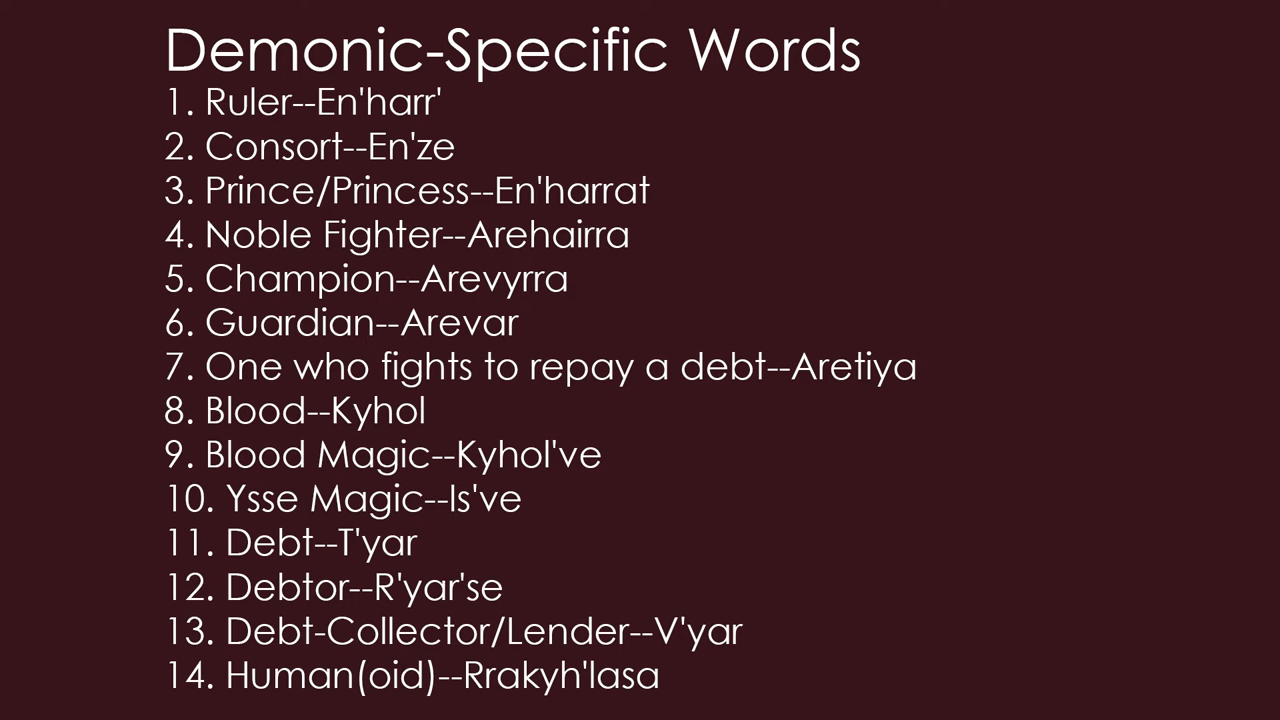 Demonic-Specific Words
1. Ruler--En'harr'
2. Consort--En'ze
3. Prince/Princess--En'harrat
4. Noble Fighter--Arehairra
5. Champion--Arevyrra
6. Guardian--Arevar
7. One who fights to repay a debt--Aretiya
8. Blood--Kyhol
9. Blood Magic--Kyhol've
10. Ysse Magic--Is've
11. Debt--T'yar
12. Debtor--R'yar'se
13. Debt-Collector/Lender--V'yar
14. Human(oid)--Rrakyh'lasa